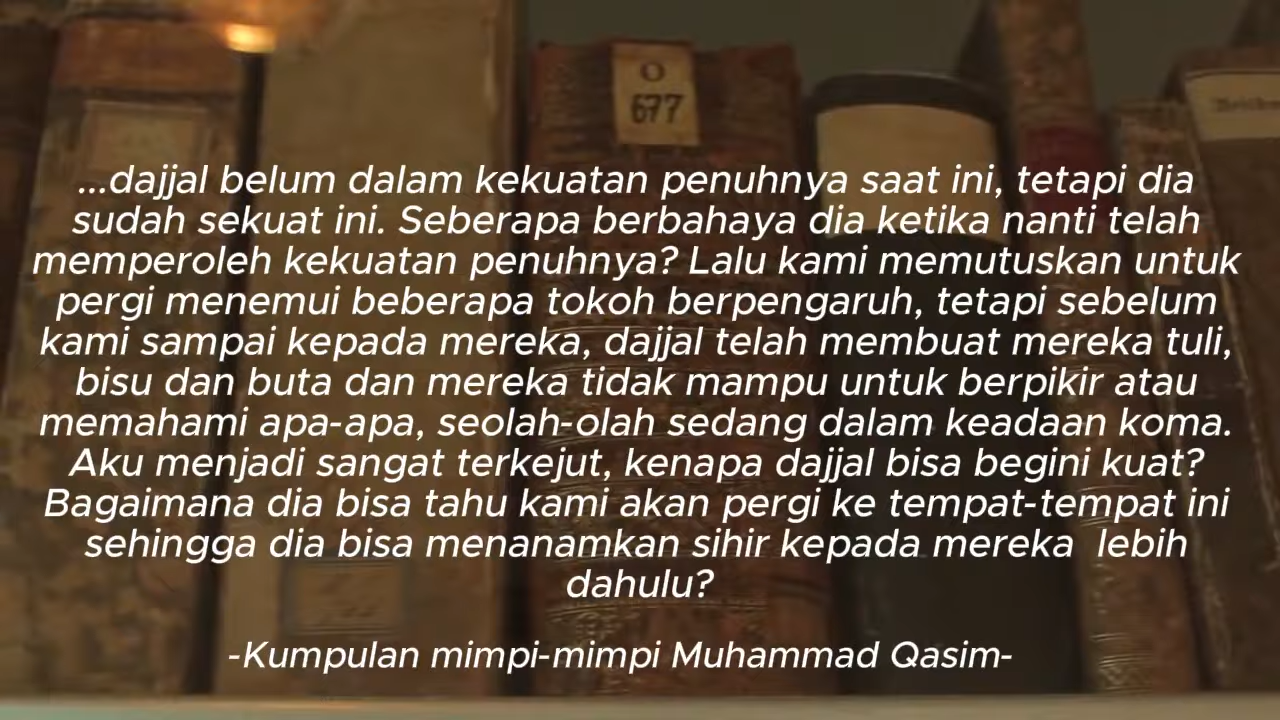 O
677
...dajjal belum dalam kekuatan penuhnya saat ini, tetapi dia
sudah sekuat ini. Seberapa berbahaya dia ketika nanti telah
memperoleh kekuatan penuhnya? Lalu kami memutuskan untuk
pergi menemui beberapa tokoh berpengaruh, tetapi sebelum
kami sampai kepada mereka, dajjal telah membuat mereka tuli,
bisu dan buta dan mereka tidak mampu untuk berpikir atau
memahami apa-apa, seolah-olah sedang dalam keadaan koma.
Aku menjadi sangat terkejut, kenapa dajjal bisa begini kuat?
Bagaimana dia bisa tahu kami akan pergi ke tempat-tempat ini
sehingga dia bisa menanamkan sihir kepada mereka  lebih
dahulu?
-Kumpulan mimpi-mimpi Muhammad Qasim-